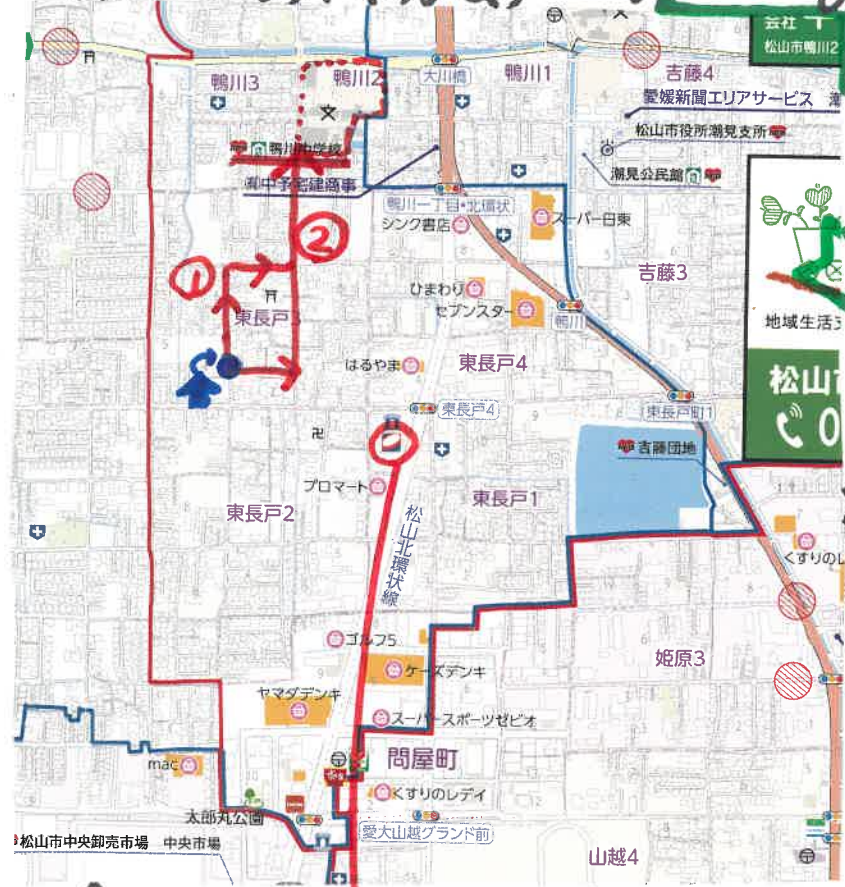 会社
松山市鴨川2
鴨川3
鴨川2
大川橋
鴨川1
吉藤4
愛媛新聞エリアサービス
松山市役所潮見支所
鴨川中学校
潮見公民館
㈲中予宅建商事
鴨川一丁目・北環状
シンク書店
スーパー日東
②
吉藤3
①
ひまわり
セブンスター
鴨川
東長戸3
地域生活
はるやま
東長戸4
松山市
東長戸4
東長戸町1
0
吉藤団地
プロマート
東長戸1
東長戸2
松山北環状線
くすりのレ
ゴルフ5
姫原3
ケーズデンキ
ヤマダデンキ
スーパースポーツゼビオ
問屋町
mac
くすりのレディ
太郎丸公園
愛大山越グランド前
松山市中央卸売市場
中央市場
山越4